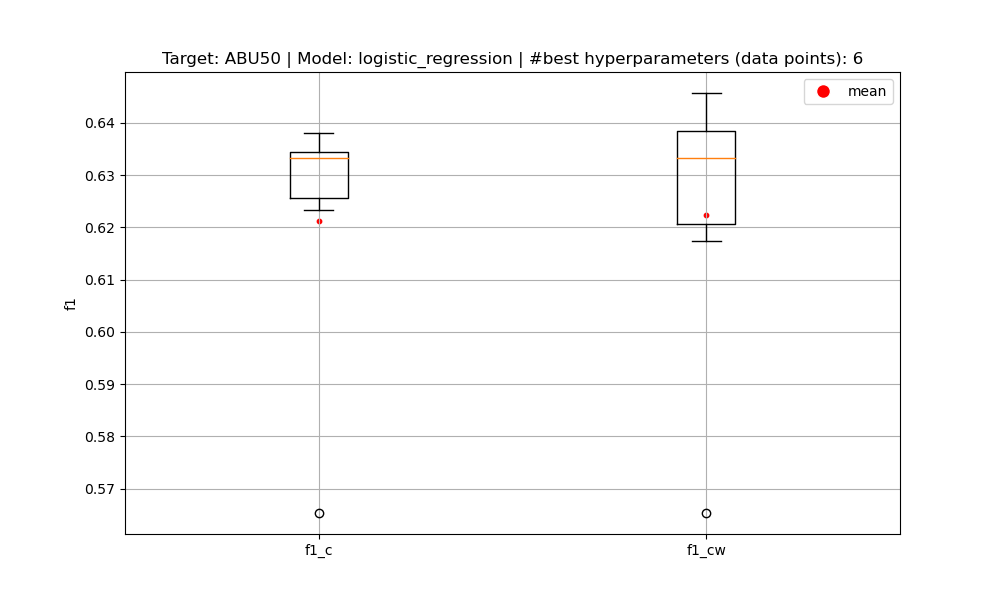 Target: ABU50 | Model: logistic_regression | #best hyperparameters (data points): 6
mean
0.64
0.63
0.62
0.61
0.60
0.59
0.58
0.57
f1
f1_c
f1_cw